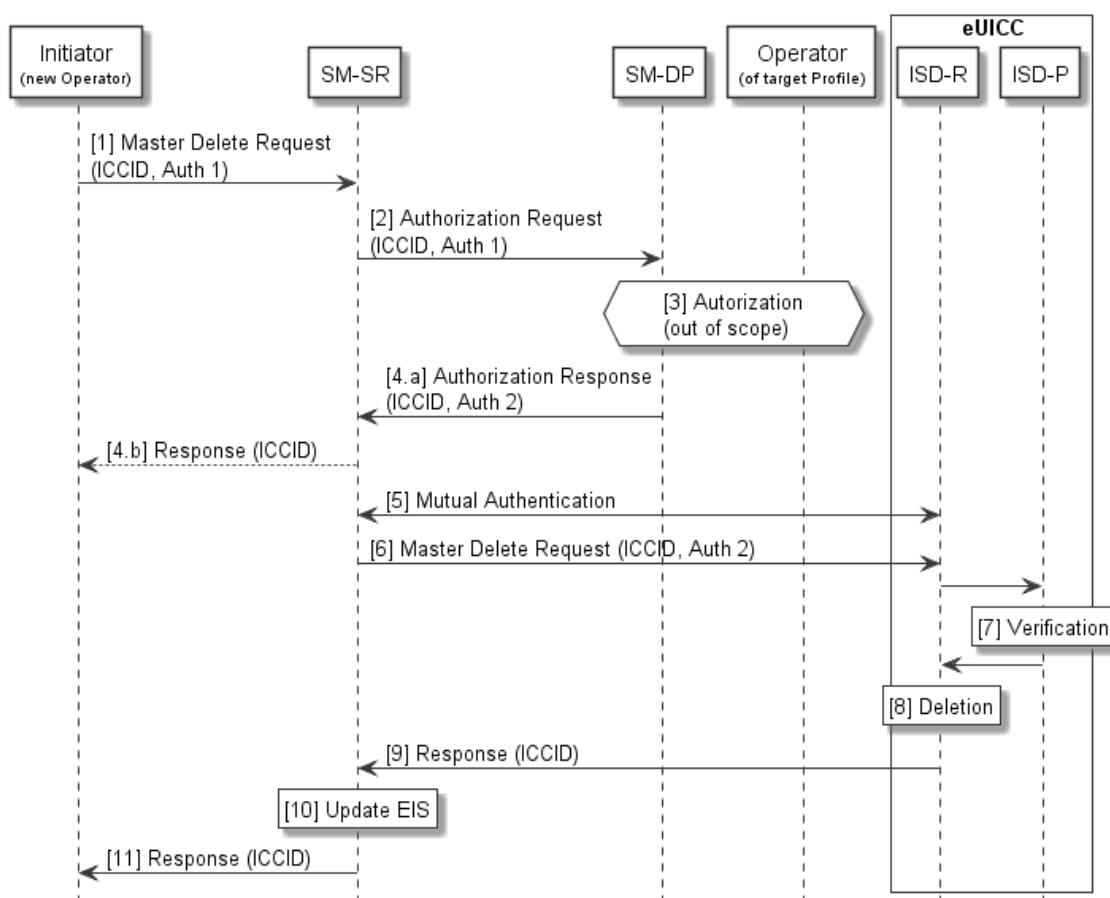 eUICC
Initiator
(new Operator)
SM-SR
SM-DP
Operator
(of target Profile)
ISD-R
ISD-P
[1] Master Delete Request
(ICCID, Auth 1)
[2] Authorization Request
(ICCID, Auth 1)
[3] Autorization
(out of scope)
[4.a] Authorization Response
(ICCID, Auth 2)
[4.b] Response (ICCID)
[5] Mutual Authentication
[6] Master Delete Request (ICCID, Auth 2)
[7] Verification
[8] Deletion
[9] Response (ICCID)
[10] Update EIS
[11] Response (ICCID)